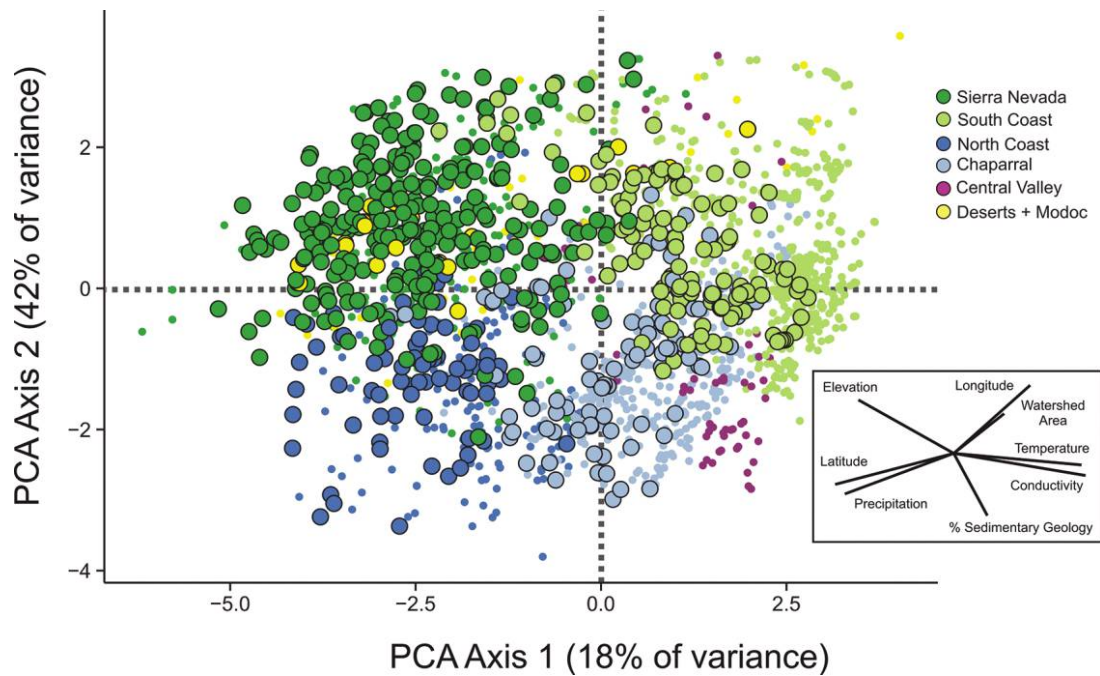 PCA Axis 2 (42% of variance)
2
0
−2
−4
−5.0
−2.5
0.0
2.5
PCA Axis 1 (18% of variance)
Sierra Nevada
South Coast
North Coast
Chaparral
Central Valley
Deserts + Modoc
Elevation
Longitude
Watershed
Area
Temperature
Latitude
Conductivity
Precipitation
% Sedimentary Geology